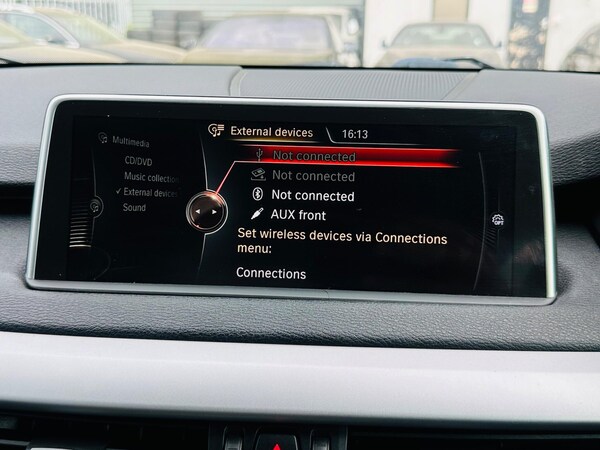 Multimedia
CD/DVD
Music collection
External devices
Sound
External devices 16:13
Not connected
Not connected
Not connected
AUX front
Set wireless devices via Connections
menu:
Connections
OPT